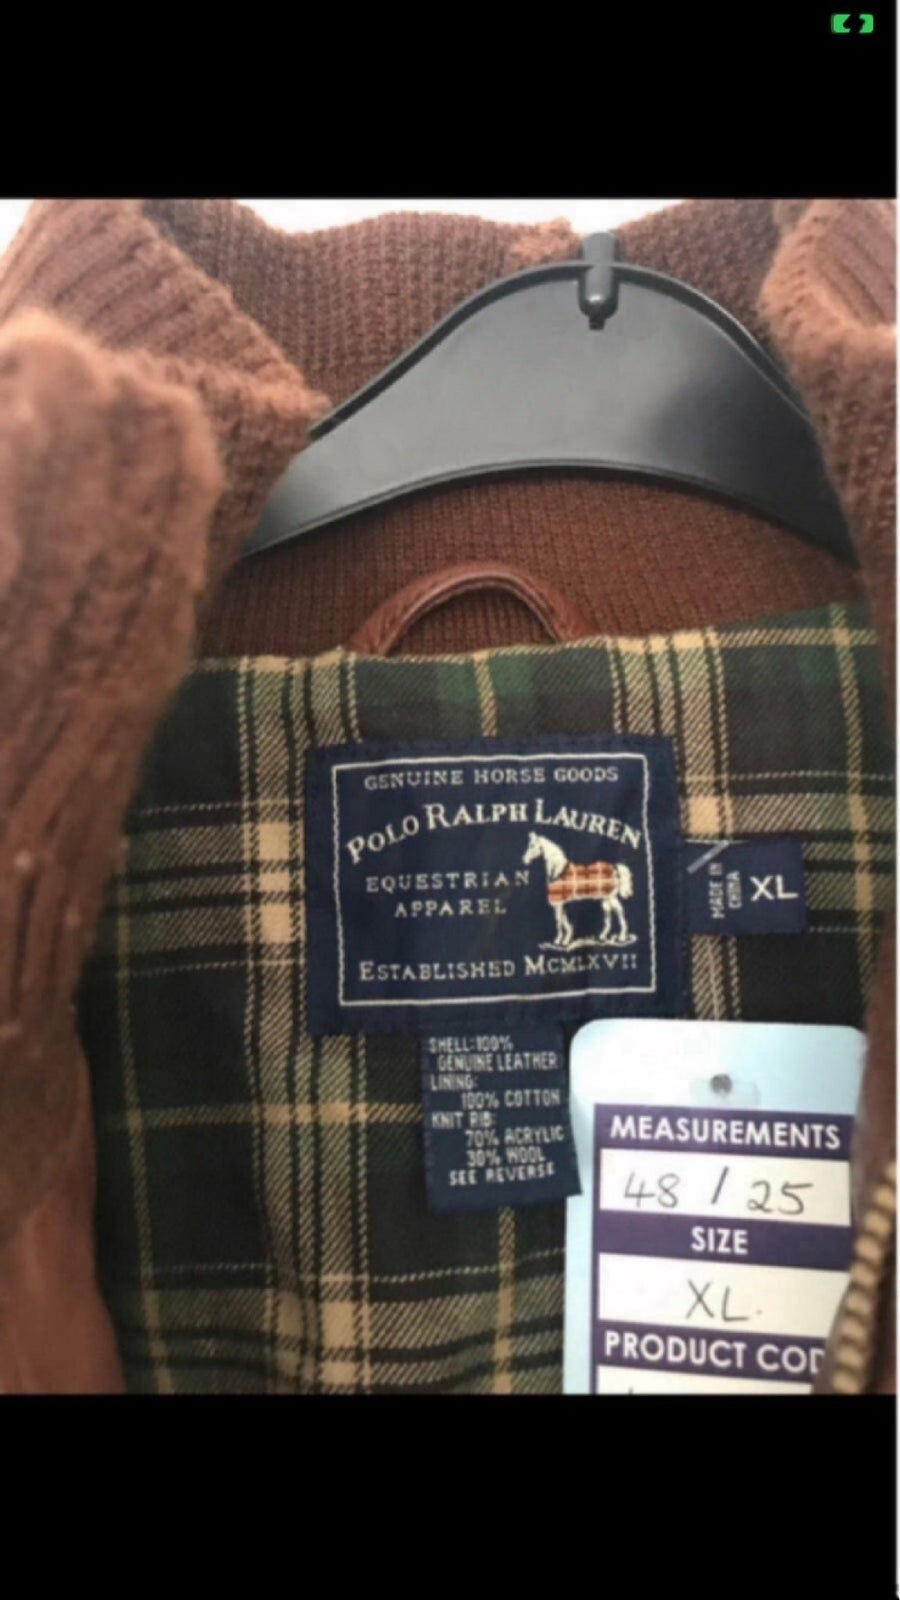 GENUINE HORSE GOODS
POLO RALPH LAUREN
EQUESTRIAN
APPAREL
ESTABLISHED MCMLXVII
MADE IN
CHINA
XL
SHELL:100%
GENUINE LEATHER
LINING:
100% COTTON
KNIT RIB:
70% ACRYLIC
30% WOOL
SEE REVERSE
MEASUREMENTS
48 / 25
SIZE
XL.
PRODUCT COD